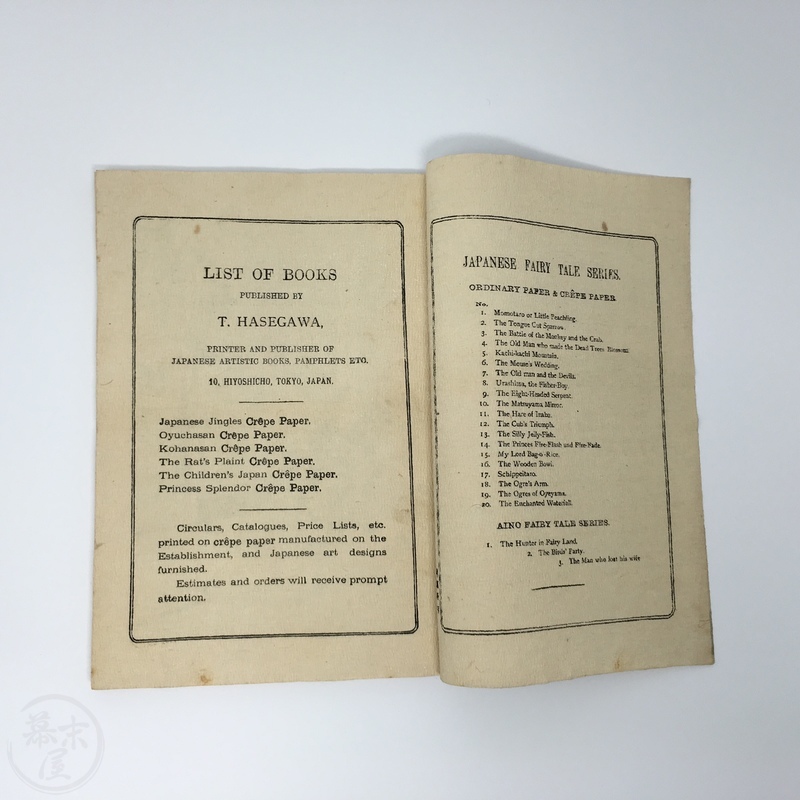 LIST OF BOOKS
PUBLISHED BY
T. HASEGAWA,
PRINTER AND PUBLISHER OF
JAPANESE ARTISTIC BOOKS, PAMPHLETS ETC.
10, HIYOSHICHO, TOKYO, JAPAN.
Japanese Jingles Crêpe Paper.
Oyuchasan Crêpe Paper.
Kohanasan Crêpe Paper.
The Rat's Plaint Crêpe Paper.
The Children's Japan Crêpe Paper.
Princess Splendor Crêpe Paper.
Circulars, Catalogues, Price Lists, etc.
printed on crêpe paper manufactured on the
Establishment, and Japanese art designs
furnished.
Estimates and orders will receive prompt
attention.
JAPANESE FAIRY TALE SERIES.
ORDINARY PAPER & CRÊPE PAPER
No.
1. Momotaro or Little Peachling.
2. The Tongue Cut Sparrow.
3. The Battle of the Monkey and the Crab.
4. The Old Man who made the Dead Trees Blossom.
5. Kachi-kachi Mountain.
6. The Mouse's Wedding.
7. The Old man and the Devils.
8. Urashima, the Fisher-Boy.
9. The Eight-Headed Serpent.
10. The Matsuyama Mirror.
11. The Hare of Inaba.
12. The Cub's Triumph.
13. The Silly Jelly-Fish.
14. The Princes Fire-Flash and Fire-Fade.
15. My Lord Bag-o-Rice.
16. The Wooden Bowl.
17. Schippeitaro.
18. The Ogre's Arm.
19. The Ogres of Oyeyama.
20. The Enchanted Waterfall.
AINO FAIRY TALE SERIES.
1. The Hunter in Fairy Land.
2. The Birds' Party.
3. The Man who lost his wife
幕末屋